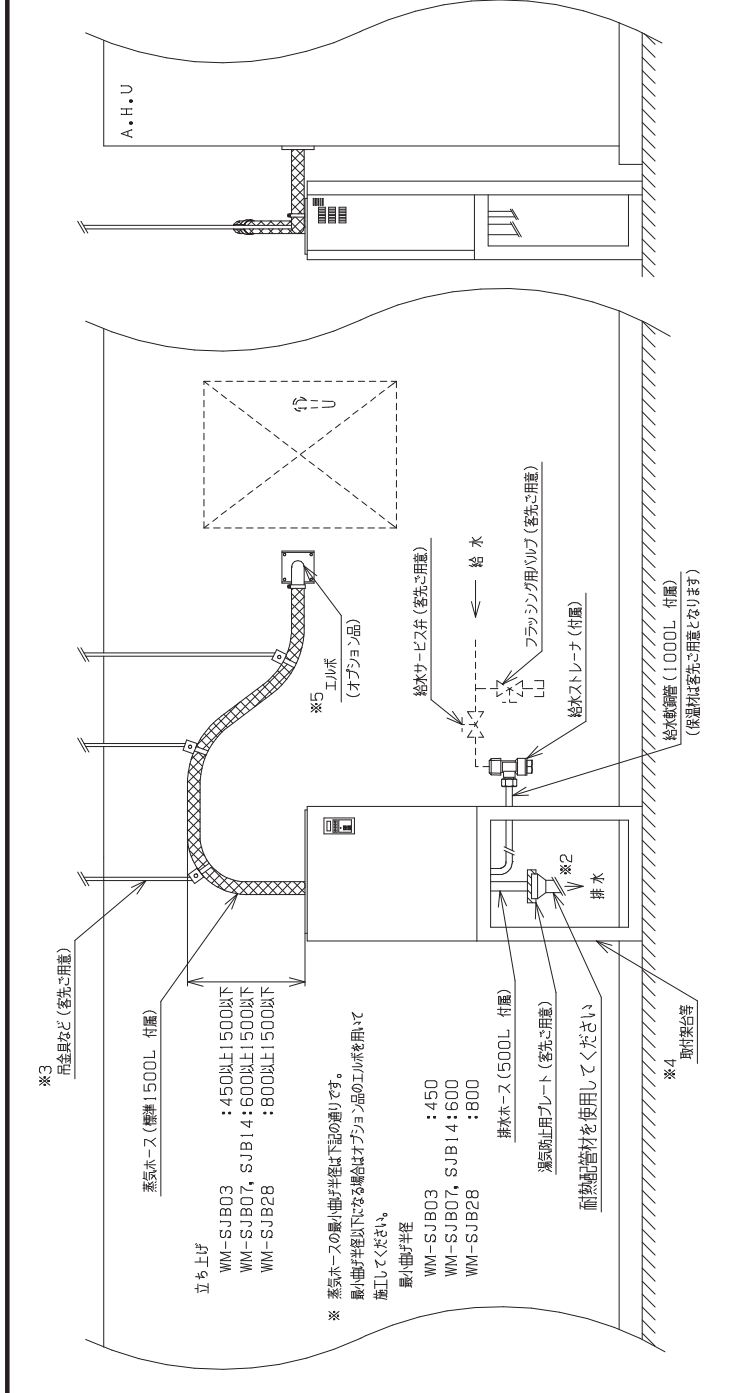 A.H.U
※3
吊金具など(客先ご用意)
蒸気ホース(標準1500L 付属)
立ち上げ
WM-SJB03 :450以上1500以下
WM-SJB07, SJB14:600以上1500以下
WM-SJB28 :800以上1500以下
※ 蒸気ホースの最小曲げ半径は下記の通りです。
最小曲げ半径以下になる場合はオプション品のエルボを用いて
施工してください。
最小曲げ半径
WM-SJB03 :450
WM-SJB07, SJB14:600
WM-SJB28 :800
※5
エルボ
(オプション品)
給水サービス弁(客先ご用意)
給水
フラッシング用バルブ(客先ご用意)
給水ストレーナ(付属)
給水軟銅管(1000L 付属)
(保温材は客先ご用意となります)
※2
排水
排水ホース(500L 付属)
湯気防止用プレート(客先ご用意)
耐熱配管材を使用してください
※4
取付架台等